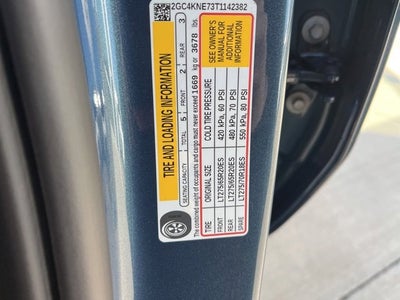 2GC4KNE73T1142382
TIRE AND LOADING INFORMATION
SEATING CAPACITY TOTAL 5 FRONT 2 REAR 3
The combined weight of occupants and cargo must never exceed 1669 kg or 3678 lbs.
TIRE ORIGINAL SIZE COLD TIRE PRESSURE
FRONT LT275/65R20ES 420 kPa, 60 PSI
REAR LT275/65R20ES 480 kPa, 70 PSI
SPARE LT275/70R18ES 550 kPa, 80 PSI
SEE OWNER'S
MANUAL FOR
ADDITIONAL
INFORMATION